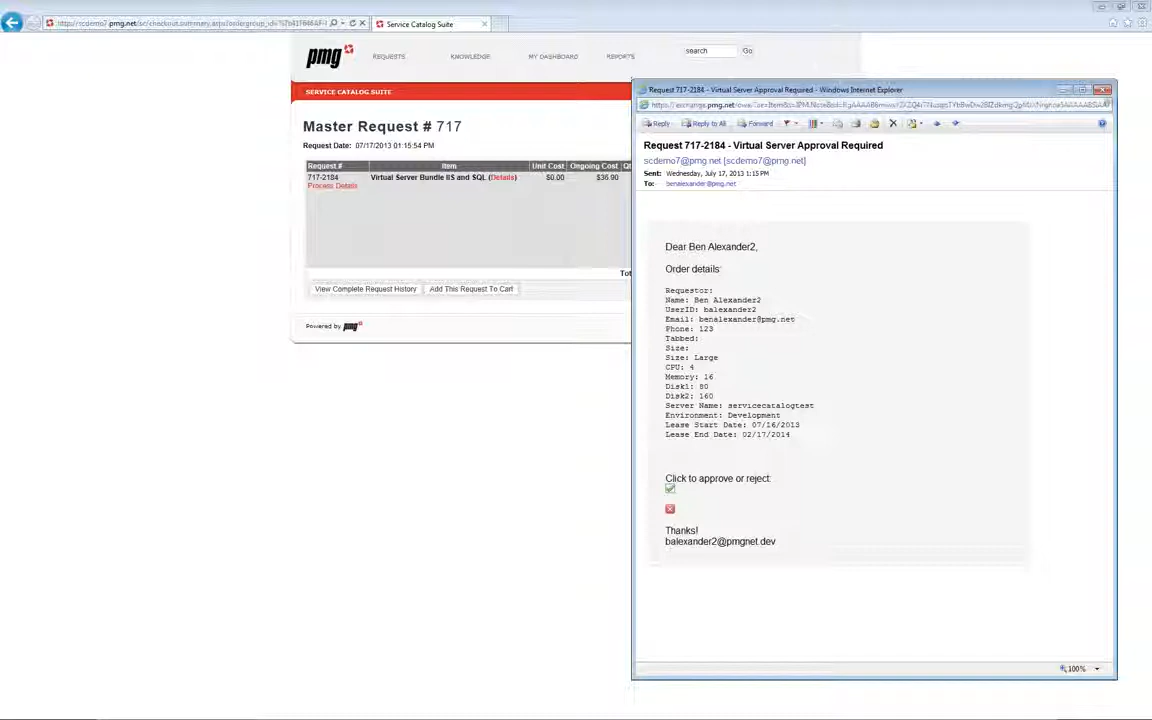 Service Catalog Suite
pmg
REQUESTS
KNOWLEDGE
MY DASHBOARD
REPORTS
search
Go
SERVICE CATALOG SUITE
Master Request # 717
Request Date: 07/17/2013 01:15:54 PM
Request # Item Unit Cost Ongoing Cost
717-2184 Virtual Server Bundle IIS and SQL (Details) $0.00 $36.90
Process Details
View Complete Request History
Add This Request To Cart
Powered by pmg
Request 717-2184 - Virtual Server Approval Required - Windows Internet Explorer
Reply Reply to All Forward
Request 717-2184 - Virtual Server Approval Required
scdemo7@pmg.net [scdemo7@pmg.net]
Sent: Wednesday, July 17, 2013 1:15 PM
To: benalexander@pmg.net
Dear Ben Alexander2,
Order details:
Requestor:
Name: Ben Alexander2
UserID: balexander2
Email: benalexander@pmg.net
Phone: 123
Tabbed:
Size:
Size: Large
CPU: 4
Memory: 16
Disk1: 80
Disk2: 160
Server Name: servicecatalogtest
Environment: Development
Lease Start Date: 07/16/2013
Lease End Date: 02/17/2014
Click to approve or reject:
Thanks!
balexander2@pmgnet.dev
100%